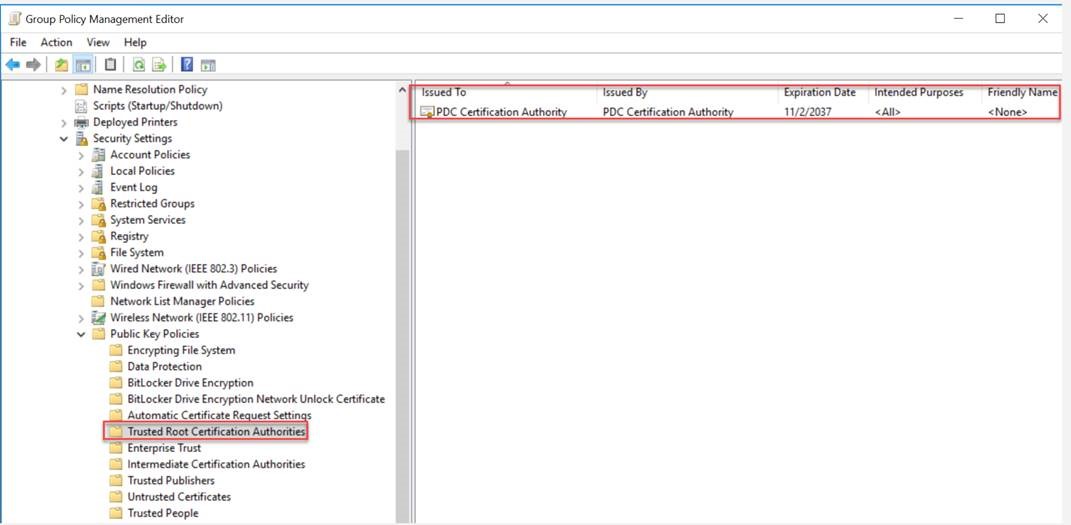 Group Policy Management Editor
File Action View Help
Name Resolution Policy
Scripts (Startup/Shutdown)
Deployed Printers
Security Settings
Account Policies
Local Policies
Event Log
Restricted Groups
System Services
Registry
File System
Wired Network (IEEE 802.3) Policies
Windows Firewall with Advanced Security
Network List Manager Policies
Wireless Network (IEEE 802.11) Policies
Public Key Policies
Encrypting File System
Data Protection
BitLocker Drive Encryption
BitLocker Drive Encryption Network Unlock Certificate
Automatic Certificate Request Settings
Trusted Root Certification Authorities
Enterprise Trust
Intermediate Certification Authorities
Trusted Publishers
Untrusted Certificates
Trusted People
Issued To Issued By Expiration Date Intended Purposes Friendly Name
PDC Certification Authority PDC Certification Authority 11/2/2037 <All> <None>